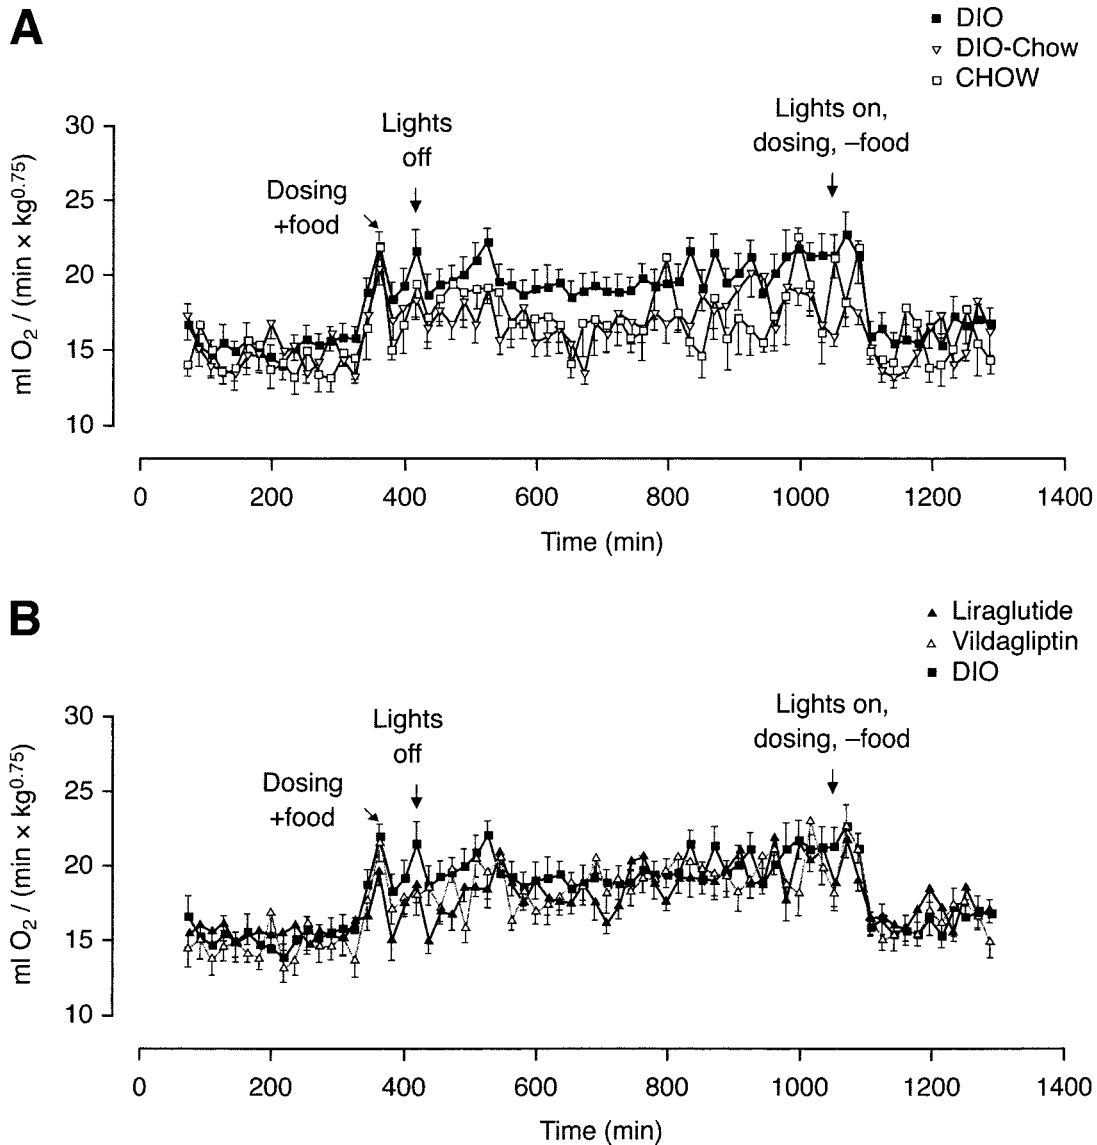 A
DIO
DIO-Chow
CHOW
Lights on,
dosing, –food
Lights
off
Dosing
+food
30
25
20
15
10
ml O2 / (min × kg0.75)
0 200 400 600 800 1000 1200 1400
Time (min)
B
Liraglutide
Vildagliptin
DIO
Lights on,
dosing, –food
Lights
off
Dosing
+food
30
25
20
15
10
ml O2 / (min × kg0.75)
0 200 400 600 800 1000 1200 1400
Time (min)